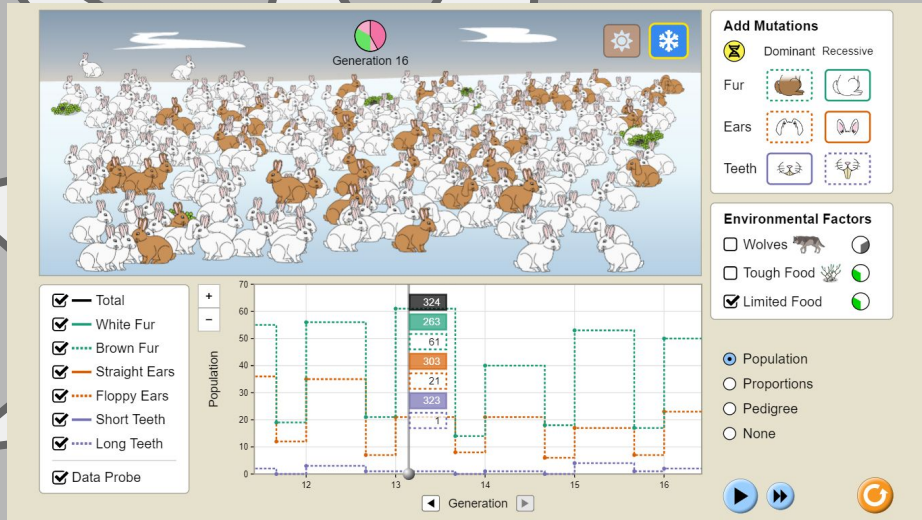 Generation 16
Add Mutations
Dominant Recessive
Fur
Ears
Teeth
Environmental Factors
Wolves
Tough Food
Limited Food
Population
Proportions
Pedigree
None
Total
White Fur
Brown Fur
Straight Ears
Floppy Ears
Short Teeth
Long Teeth
Data Probe
+
−
Population
70
60
50
40
30
20
10
0
324
263
61
303
21
323
1
12 13 14 15 16
Generation